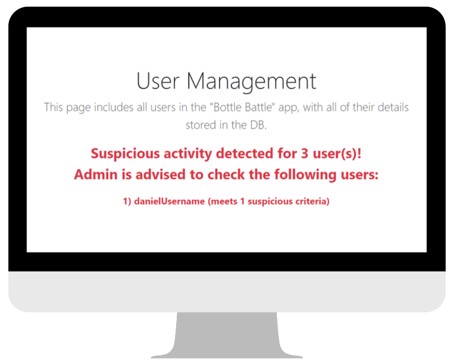 User Management
This page includes all users in the "Bottle Battle" app, with all of their details
stored in the DB.
Suspicious activity detected for 3 user(s)!
Admin is advised to check the following users:
1) danielUsername (meets 1 suspicious criteria)